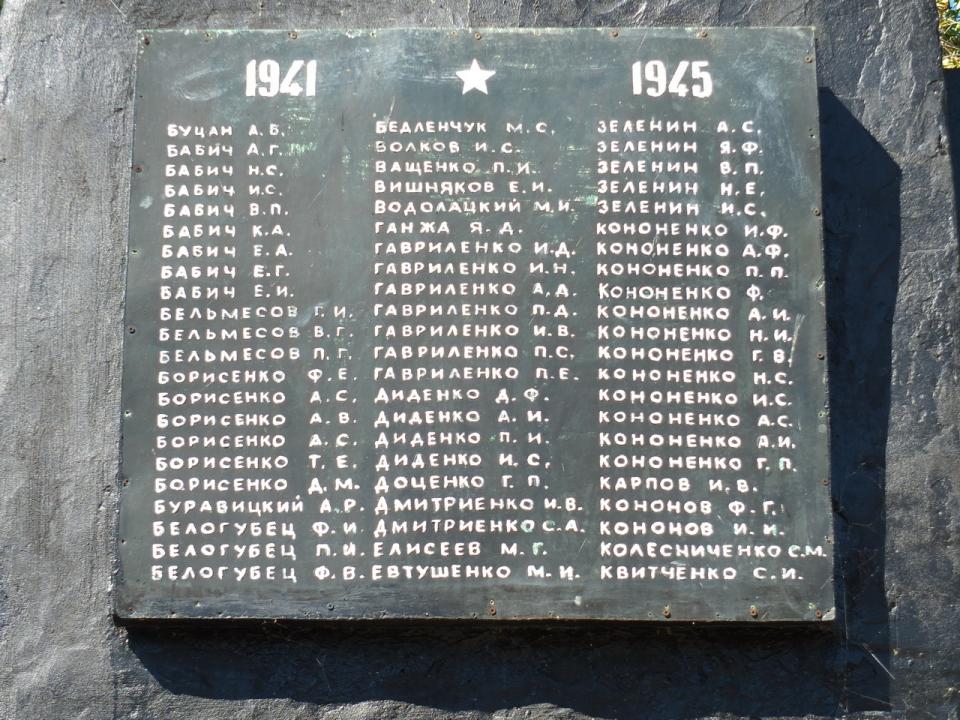 1941 ★ 1945
БУЦАН А.Б.
БАБИЧ А.Г.
БАБИЧ Н.С.
БАБИЧ И.С.
БАБИЧ В.П.
БАБИЧ К.А.
БАБИЧ Е.А.
БАБИЧ Е.Г.
БАБИЧ Е.И.
БЕЛЬМЕСОВ Г.И.
БЕЛЬМЕСОВ В.Г.
БЕЛЬМЕСОВ П.Г.
БОРИСЕНКО Ф.Е.
БОРИСЕНКО А.С.
БОРИСЕНКО А.В.
БОРИСЕНКО А.С.
БОРИСЕНКО Т.Е.
БОРИСЕНКО Д.М.
БУРАВИЦКИЙ А.Р.
БЕЛОГУБЕЦ Ф.И.
БЕЛОГУБЕЦ П.И.
БЕЛОГУБЕЦ Ф.В.
БЕДЛЕНЧУК М.С.
ВОЛКОВ И.С.
ВАЩЕНКО П.И.
ВИШНЯКОВ Е.И.
ВОДОЛАЦКИЙ М.И.
ГАНЖА Я.Д.
ГАВРИЛЕНКО И.Д.
ГАВРИЛЕНКО И.Н.
ГАВРИЛЕНКО А.Д.
ГАВРИЛЕНКО П.Д.
ГАВРИЛЕНКО И.В.
ГАВРИЛЕНКО П.С.
ГАВРИЛЕНКО П.Е.
ДИДЕНКО Д.Ф.
ДИДЕНКО А.И.
ДИДЕНКО П.И.
ДИДЕНКО И.С.
ДОЦЕНКО Г.П.
ДМИТРИЕНКО И.В.
ДМИТРИЕНКО С.А.
ЕЛИСЕЕВ М.Г.
ЕВТУШЕНКО М.И.
ЗЕЛЕНИН А.С.
ЗЕЛЕНИН Я.Ф.
ЗЕЛЕНИН В.П.
ЗЕЛЕНИН Н.Е.
ЗЕЛЕНИН И.С.
КОНОНЕНКО И.Ф.
КОНОНЕНКО А.Ф.
КОНОНЕНКО П.П.
КОНОНЕНКО Ф.
КОНОНЕНКО А.И.
КОНОНЕНКО Н.И.
КОНОНЕНКО Г.В.
КОНОНЕНКО Н.С.
КОНОНЕНКО И.С.
КОНОНЕНКО А.С.
КОНОНЕНКО А.И.
КОНОНЕНКО Г.П.
КАРПОВ И.В.
КОНОНОВ Ф.Г.
КОНОНОВ И.И.
КОЛЕСНИЧЕНКО С.М.
КВИТЧЕНКО С.И.